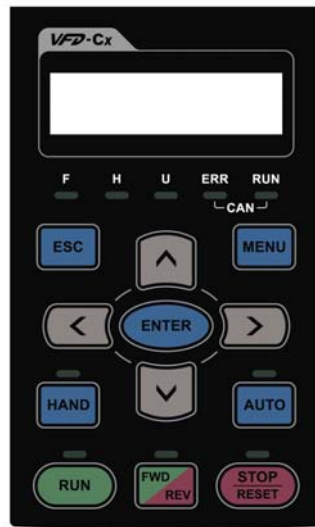 VFD-Cx
F H U ERR RUN
CAN
ESC MENU
ENTER
HAND AUTO
RUN FWD REV STOP RESET